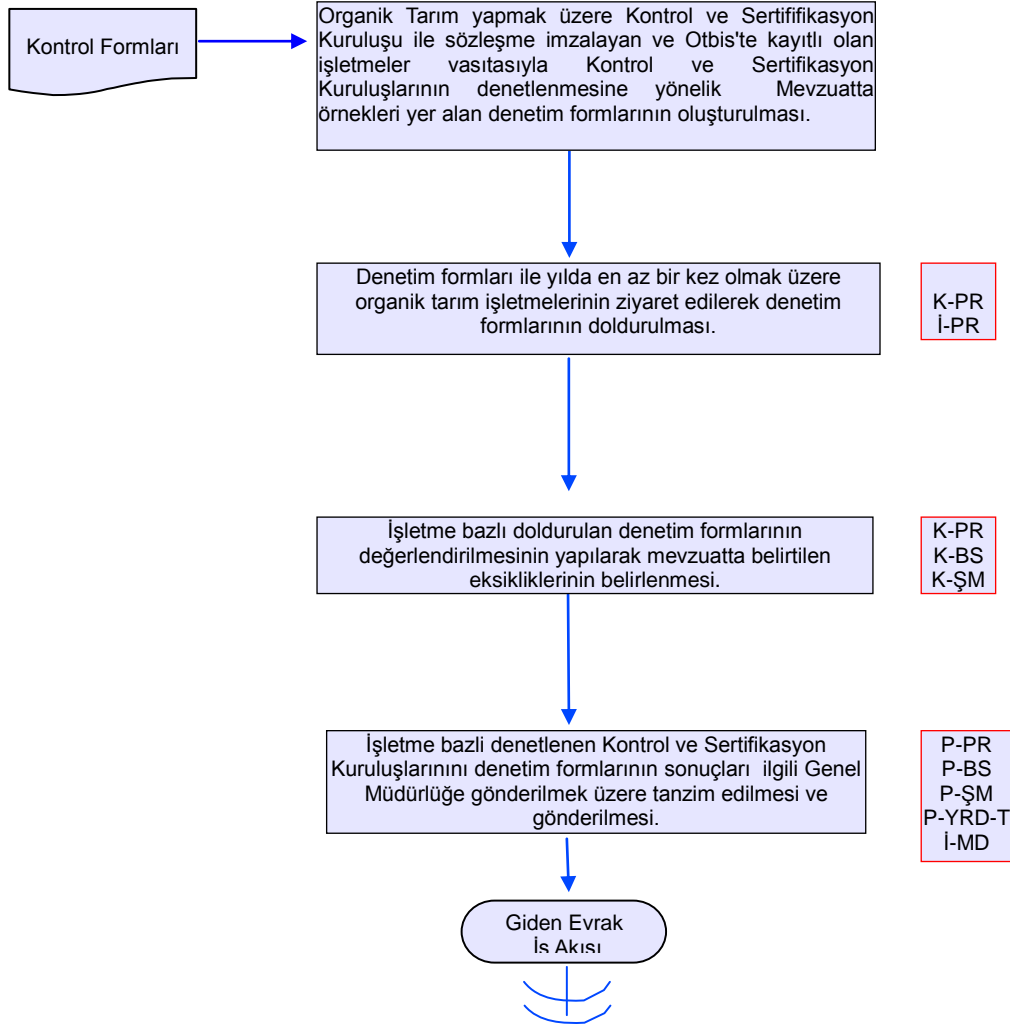 Kontrol Formları
Organik Tarım yapmak üzere Kontrol ve Sertififikasyon
Kuruluşu ile sözleşme imzalayan ve Otbis'te kayıtlı olan
işletmeler vasıtasıyla Kontrol ve Sertifikasyon
Kuruluşlarının denetlenmesine yönelik Mevzuatta
örnekleri yer alan denetim formlarının oluşturulması.
Denetim formları ile yılda en az bir kez olmak üzere
organik tarım işletmelerinin ziyaret edilerek denetim
formlarının doldurulması.
K-PR
İ-PR
İşletme bazlı doldurulan denetim formlarının
değerlendirilmesinin yapılarak mevzuatta belirtilen
eksikliklerinin belirlenmesi.
K-PR
K-BS
K-ŞM
İşletme bazli denetlenen Kontrol ve Sertifikasyon
Kuruluşlarınını denetim formlarının sonuçları ilgili Genel
Müdürlüğe gönderilmek üzere tanzim edilmesi ve
gönderilmesi.
P-PR
P-BS
P-ŞM
P-YRD-T
İ-MD
Giden Evrak
İş Akışı